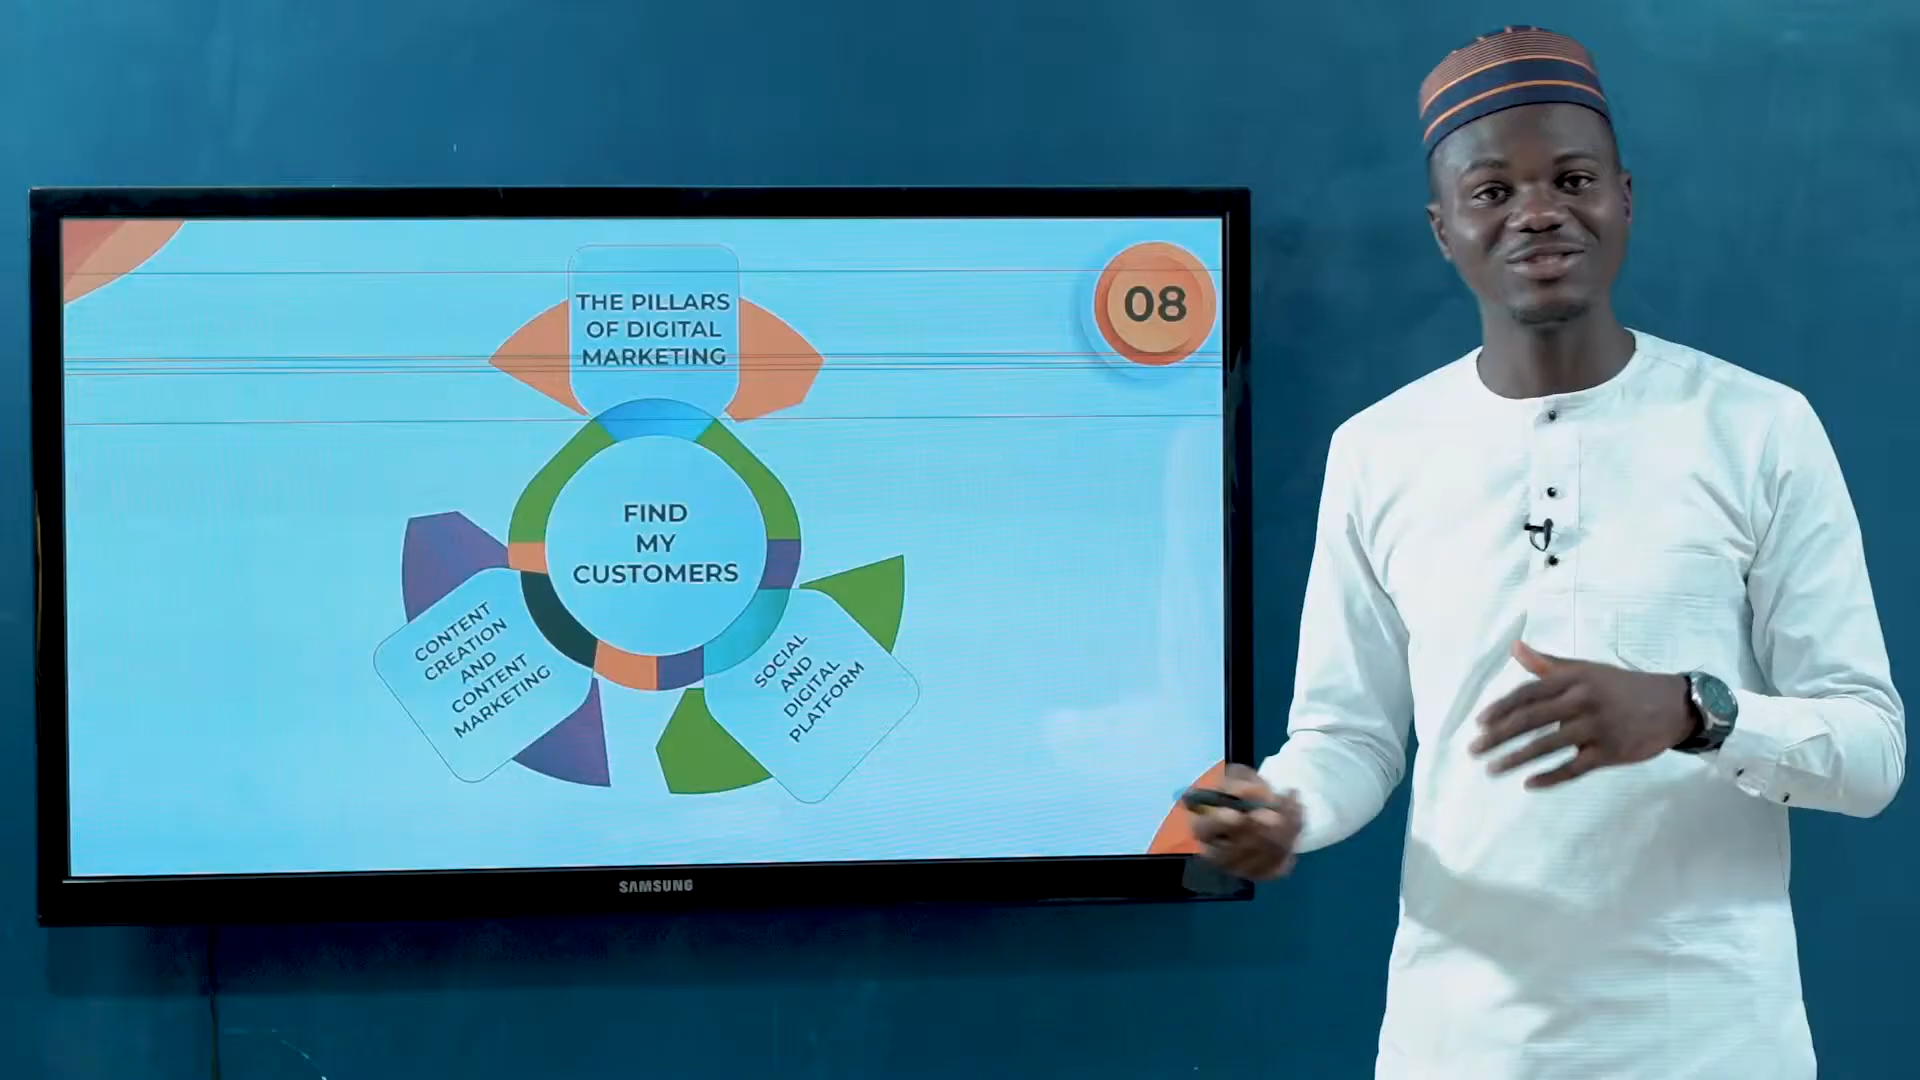 THE PILLARS
OF DIGITAL
MARKETING
08
FIND
MY
CUSTOMERS
CONTENT
CREATION
AND
CONTENT
MARKETING
SOCIAL
AND
DIGITAL
PLATFORM
SAMSUNG